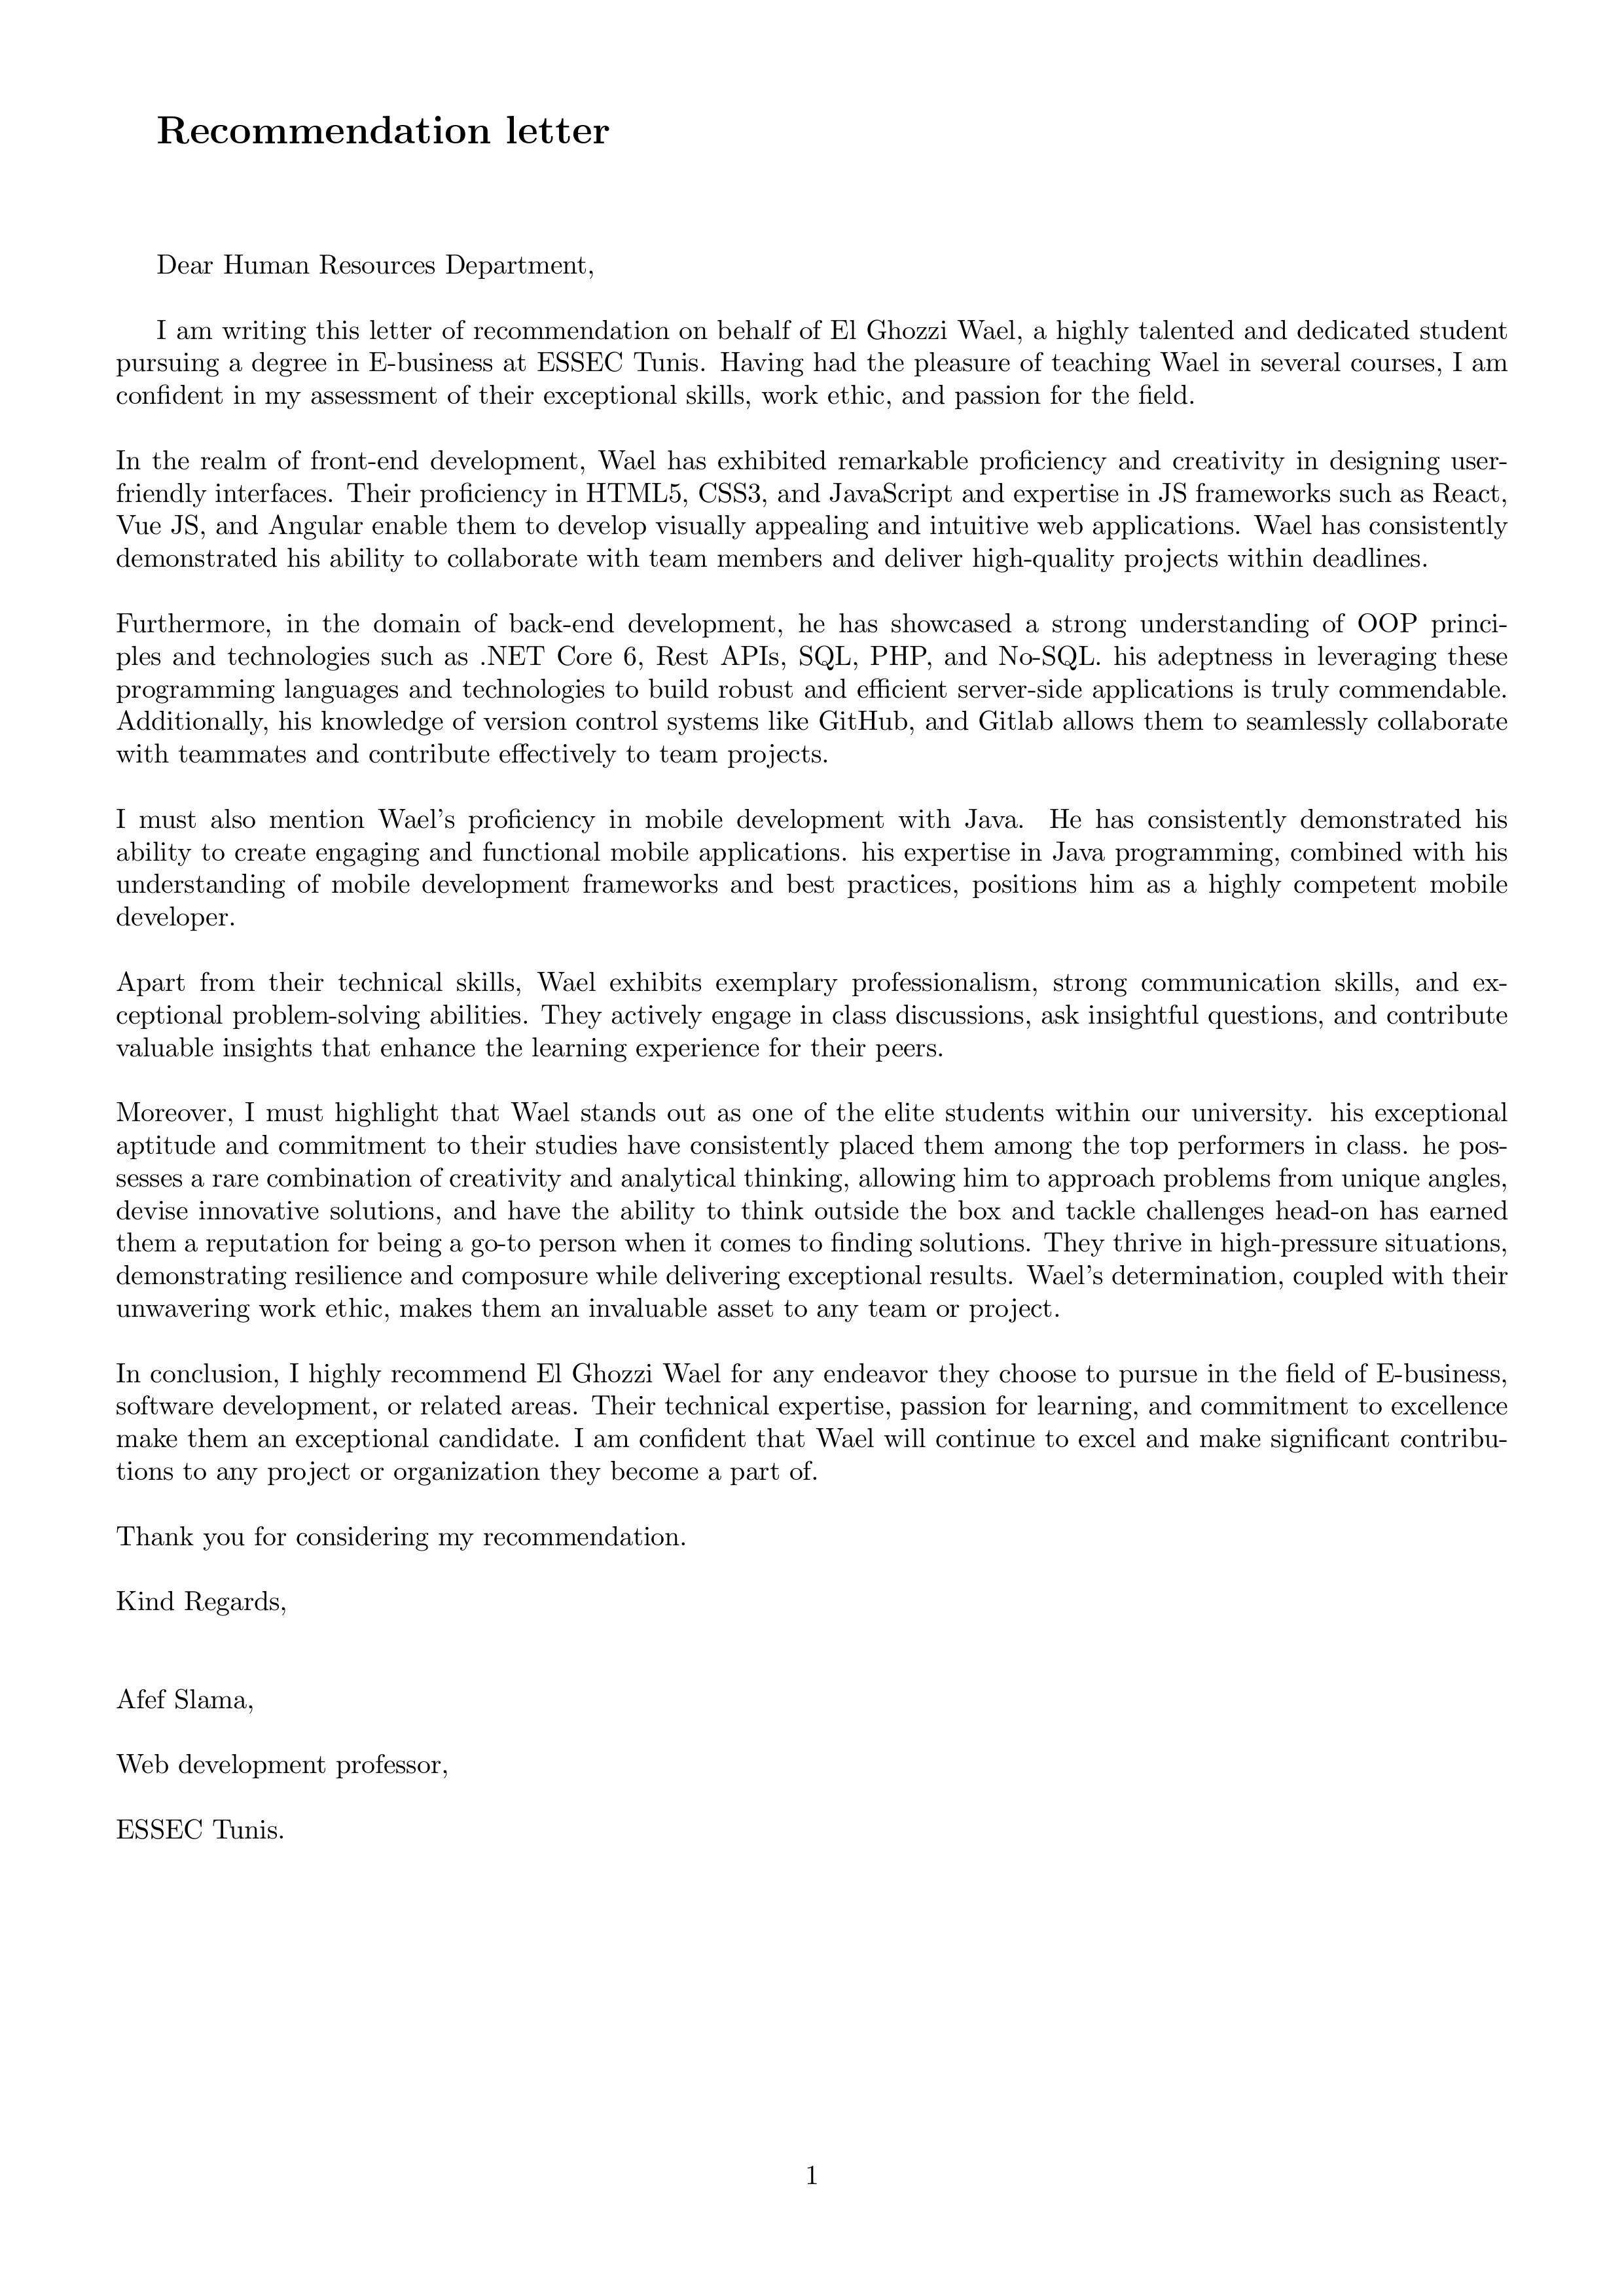 Recommendation letter
Dear Human Resources Department,
I am writing this letter of recommendation on behalf of El Ghozzi Wael, a highly talented and dedicated student
pursuing a degree in E-business at ESSEC Tunis. Having had the pleasure of teaching Wael in several courses, I am
confident in my assessment of their exceptional skills, work ethic, and passion for the field.
In the realm of front-end development, Wael has exhibited remarkable proficiency and creativity in designing user-
friendly interfaces. Their proficiency in HTML5, CSS3, and JavaScript and expertise in JS frameworks such as React,
Vue JS, and Angular enable them to develop visually appealing and intuitive web applications. Wael has consistently
demonstrated his ability to collaborate with team members and deliver high-quality projects within deadlines.
Furthermore, in the domain of back-end development, he has showcased a strong understanding of OOP princi-
ples and technologies such as .NET Core 6, Rest APIs, SQL, PHP, and No-SQL. his adeptness in leveraging these
programming languages and technologies to build robust and efficient server-side applications is truly commendable.
Additionally, his knowledge of version control systems like GitHub, and Gitlab allows them to seamlessly collaborate
with teammates and contribute effectively to team projects.
I must also mention Wael's proficiency in mobile development with Java. He has consistently demonstrated his
ability to create engaging and functional mobile applications. his expertise in Java programming, combined with his
understanding of mobile development frameworks and best practices, positions him as a highly competent mobile
developer.
Apart from their technical skills, Wael exhibits exemplary professionalism, strong communication skills, and ex-
ceptional problem-solving abilities. They actively engage in class discussions, ask insightful questions, and contribute
valuable insights that enhance the learning experience for their peers.
Moreover, I must highlight that Wael stands out as one of the elite students within our university. his exceptional
aptitude and commitment to their studies have consistently placed them among the top performers in class. he pos-
sesses a rare combination of creativity and analytical thinking, allowing him to approach problems from unique angles,
devise innovative solutions, and have the ability to think outside the box and tackle challenges head-on has earned
them a reputation for being a go-to person when it comes to finding solutions. They thrive in high-pressure situations,
demonstrating resilience and composure while delivering exceptional results. Wael's determination, coupled with their
unwavering work ethic, makes them an invaluable asset to any team or project.
In conclusion, I highly recommend El Ghozzi Wael for any endeavor they choose to pursue in the field of E-business,
software development, or related areas. Their technical expertise, passion for learning, and commitment to excellence
make them an exceptional candidate. I am confident that Wael will continue to excel and make significant contribu-
tions to any project or organization they become a part of.
Thank you for considering my recommendation.
Kind Regards,
Afef Slama,
Web development professor,
ESSEC Tunis.
1